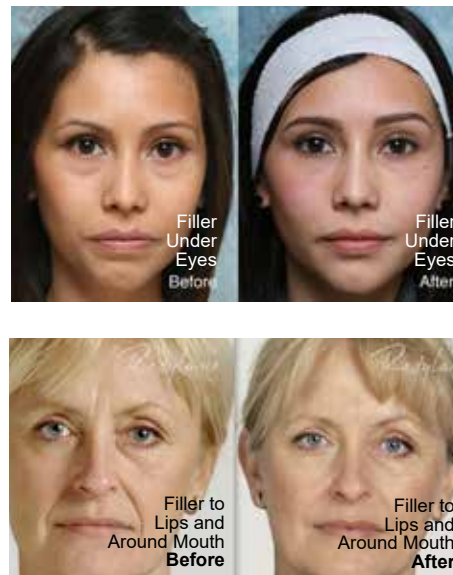 Filler
Under
Eyes
Before
Filler
Under
Eyes
After
Filler to
Lips and
Around Mouth
Before
Filler to
Lips and
Around Mouth
After